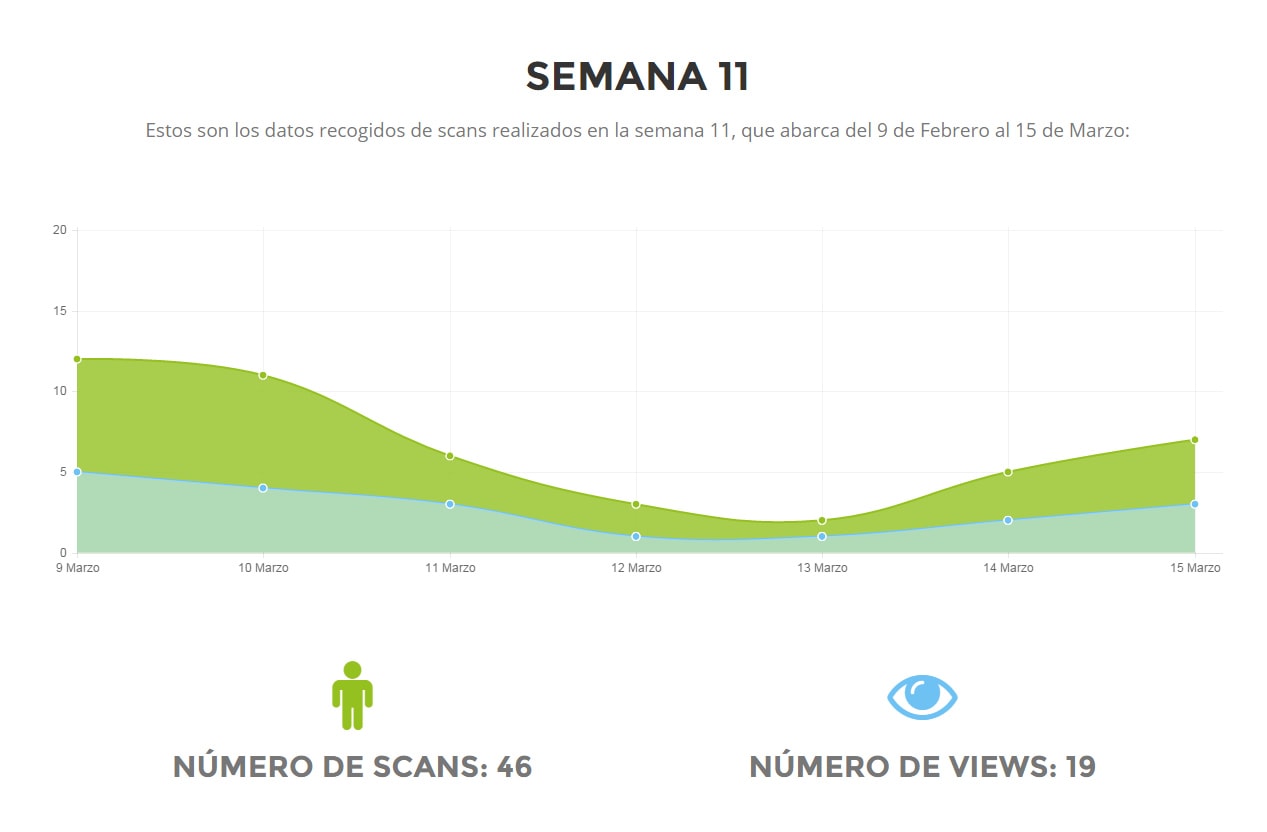 SEMANA 11
Estos son los datos recogidos de scans realizados en la semana 11, que abarca del 9 de Febrero al 15 de Marzo:
20
15
10
5
0
9 Marzo 10 Marzo 11 Marzo 12 Marzo 13 Marzo 14 Marzo 15 Marzo
NÚMERO DE SCANS: 46 NÚMERO DE VIEWS: 19